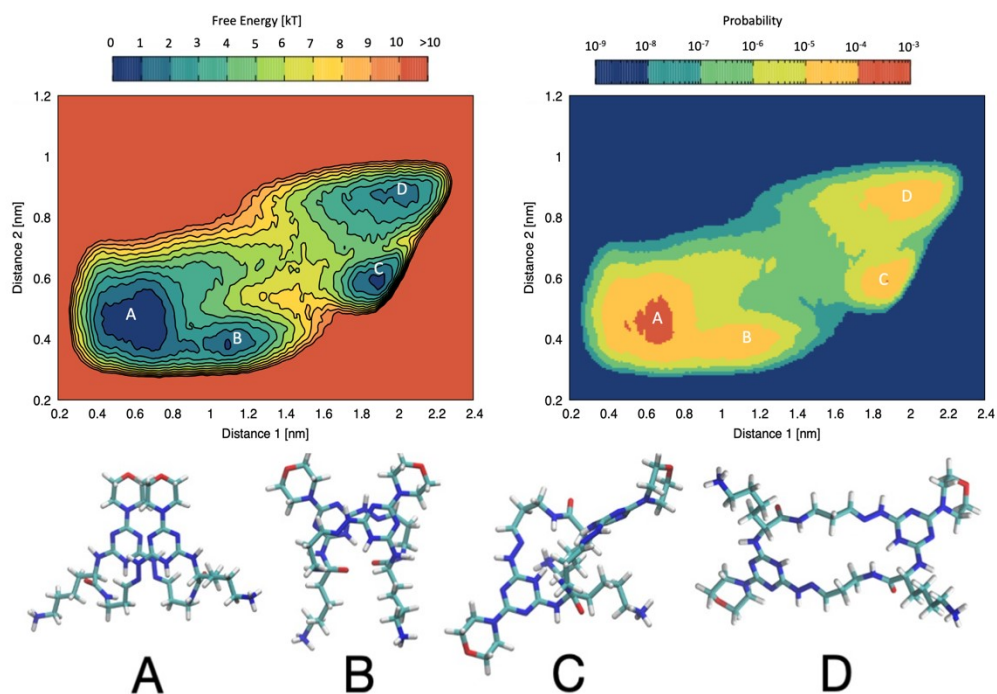 Free Energy [kT]
0 1 2 3 4 5 6 7 8 9 10 >10
Distance 2 [nm]
1.2
1
0.8
0.6
0.4
0.2
A
B
C
D
0.2 0.4 0.6 0.8 1 1.2 1.4 1.6 1.8 2 2.2 2.4
Distance 1 [nm]
Probability
10⁻⁹ 10⁻⁸ 10⁻⁷ 10⁻⁶ 10⁻⁵ 10⁻⁴ 10⁻³
Distance 2 [nm]
1.2
1
0.8
0.6
0.4
0.2
A
B
C
D
0.2 0.4 0.6 0.8 1 1.2 1.4 1.6 1.8 2 2.2 2.4
Distance 1 [nm]
A B C D